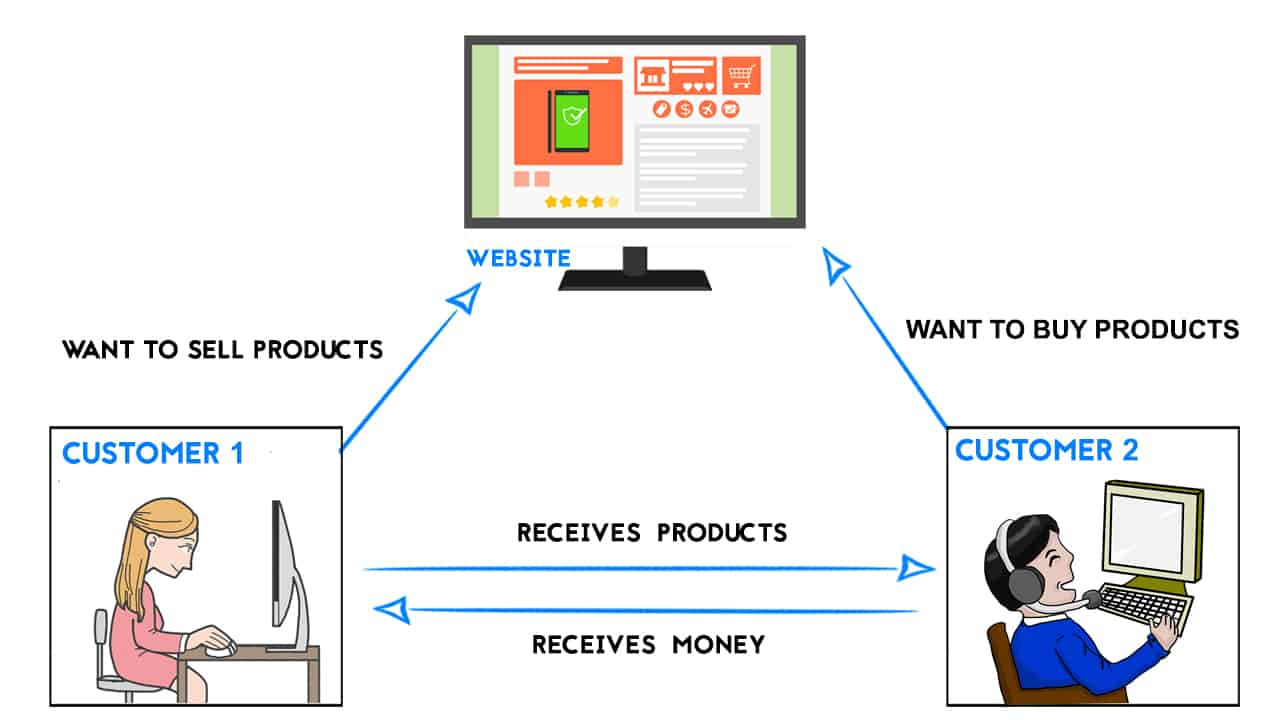 WEBSITE
WANT TO SELL PRODUCTS
WANT TO BUY PRODUCTS
CUSTOMER 1
CUSTOMER 2
RECEIVES PRODUCTS
RECEIVES MONEY